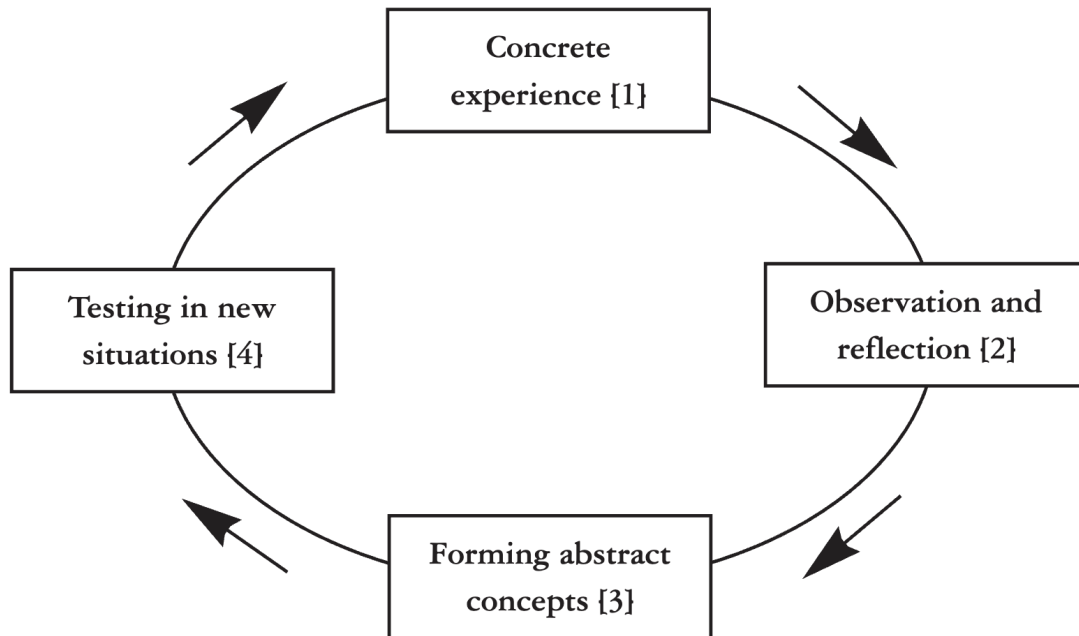 Concrete
experience {1}
Observation and
reflection {2}
Forming abstract
concepts {3}
Testing in new
situations {4}